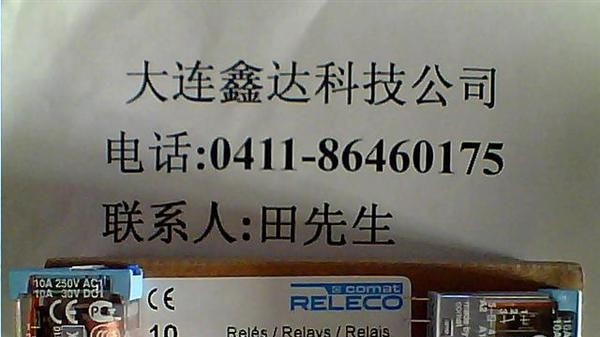 大连鑫达科技公司
电话:0411-86460175
联系人:田先生
10A 250V AC1
10A 30V DC1
CE
comat
RELECO
10
Relés / Relays / Relais